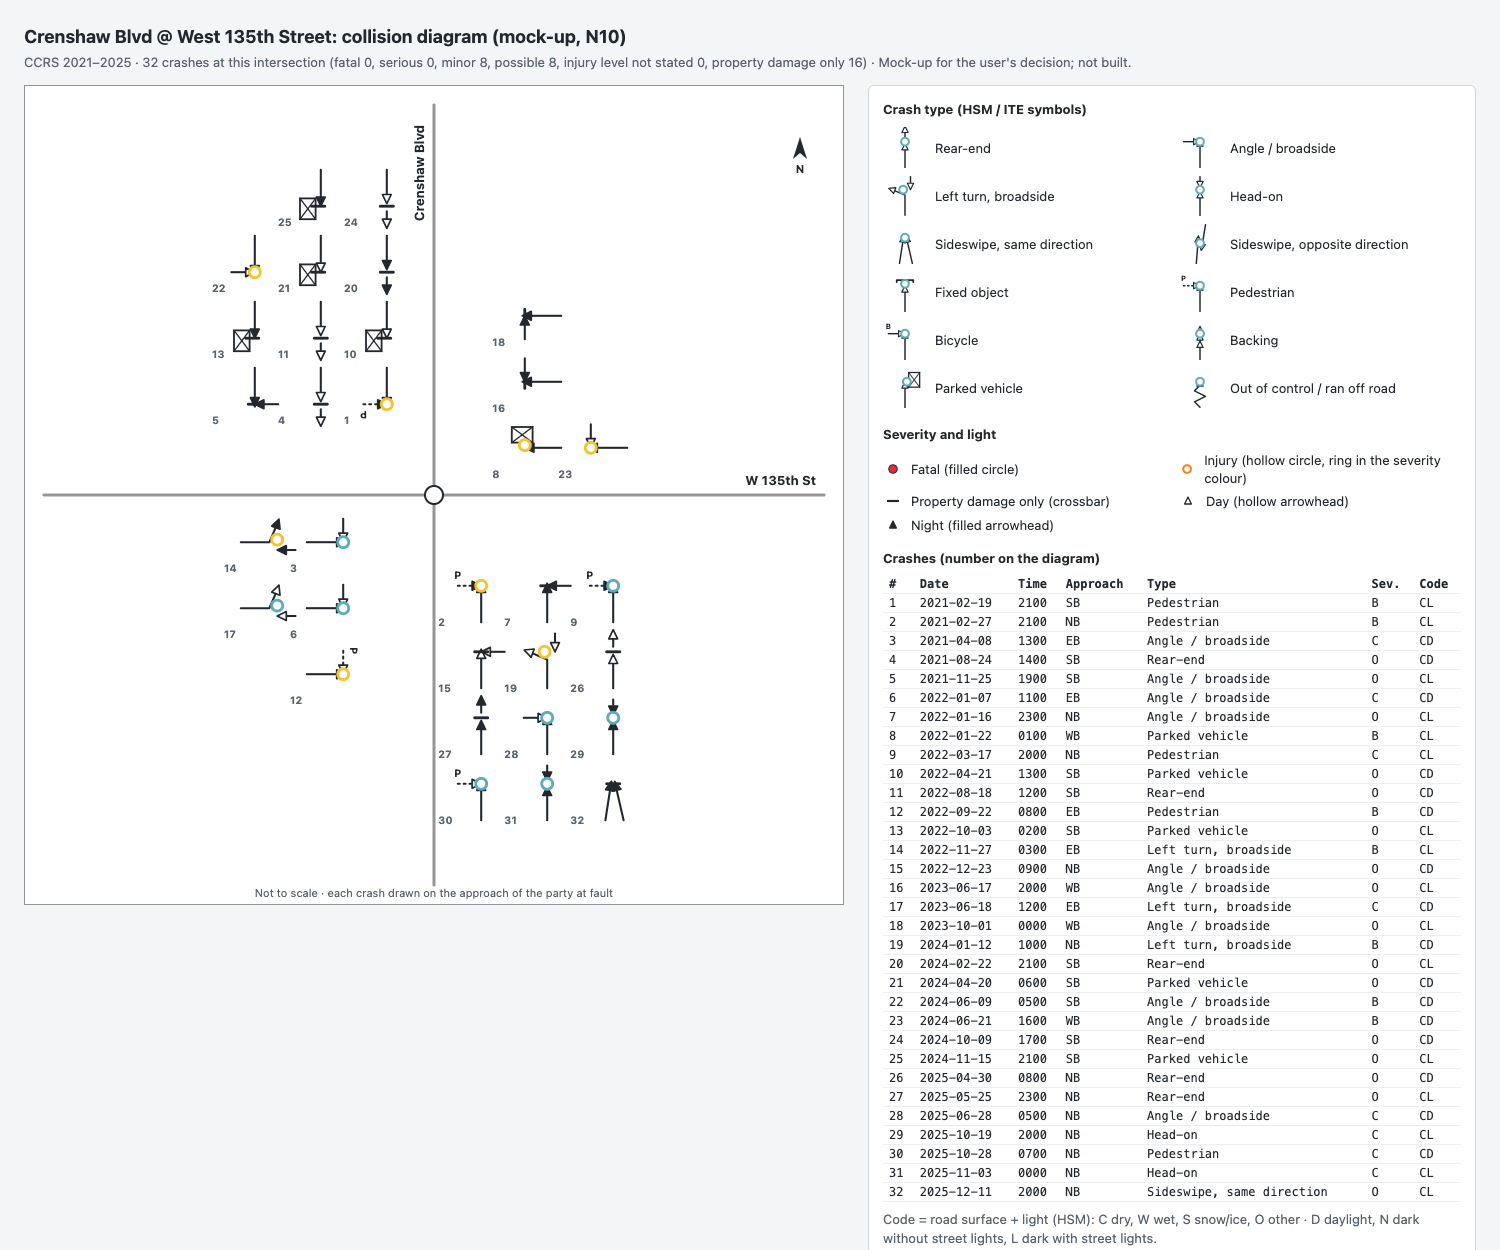 Crenshaw Blvd @ West 135th Street: collision diagram (mock-up, N10)
CCRS 2021–2025 · 32 crashes at this intersection (fatal 0, serious 0, minor 8, possible 8, injury level not stated 0, property damage only 16) · Mock-up for the user's decision; not built.
Crenshaw Blvd
N
25
24
22
21
20
13
11
10
5
4
1
P
18
16
8
23
W 135th St
14
3
17
6
P
12
P
2
7
P
9
15
19
26
27
28
29
P
30
31
32
Not to scale · each crash drawn on the approach of the party at fault
Crash type (HSM / ITE symbols)
Rear-end
Angle / broadside
Left turn, broadside
Head-on
Sideswipe, same direction
Sideswipe, opposite direction
Fixed object
P
Pedestrian
B
Bicycle
Backing
Parked vehicle
Out of control / ran off road
Severity and light
Fatal (filled circle)
Injury (hollow circle, ring in the severity
colour)
Property damage only (crossbar)
Day (hollow arrowhead)
Night (filled arrowhead)
Crashes (number on the diagram)
# Date Time Approach Type Sev. Code
1 2021-02-19 2100 SB Pedestrian B CL
2 2021-02-27 2100 NB Pedestrian B CL
3 2021-04-08 1300 EB Angle / broadside C CD
4 2021-08-24 1400 SB Rear-end O CD
5 2021-11-25 1900 SB Angle / broadside O CL
6 2022-01-07 1100 EB Angle / broadside C CD
7 2022-01-16 2300 NB Angle / broadside O CL
8 2022-01-22 0100 WB Parked vehicle B CL
9 2022-03-17 2000 NB Pedestrian C CL
10 2022-04-21 1300 SB Parked vehicle O CD
11 2022-08-18 1200 SB Rear-end O CD
12 2022-09-22 0800 EB Pedestrian B CD
13 2022-10-03 0200 SB Parked vehicle O CL
14 2022-11-27 0300 EB Left turn, broadside B CL
15 2022-12-23 0900 NB Angle / broadside O CD
16 2023-06-17 2000 WB Angle / broadside O CL
17 2023-06-18 1200 EB Left turn, broadside C CD
18 2023-10-01 0000 WB Angle / broadside O CL
19 2024-01-12 1000 NB Left turn, broadside B CD
20 2024-02-22 2100 SB Rear-end O CL
21 2024-04-20 0600 SB Parked vehicle O CD
22 2024-06-09 0500 SB Angle / broadside B CD
23 2024-06-21 1600 WB Angle / broadside B CD
24 2024-10-09 1700 SB Rear-end O CD
25 2024-11-15 2100 SB Parked vehicle O CL
26 2025-04-30 0800 NB Rear-end O CD
27 2025-05-25 2300 NB Rear-end O CL
28 2025-06-28 0500 NB Angle / broadside C CD
29 2025-10-19 2000 NB Head-on C CL
30 2025-10-28 0700 NB Pedestrian C CD
31 2025-11-03 0000 NB Head-on C CL
32 2025-12-11 2000 NB Sideswipe, same direction O CL
Code = road surface + light (HSM): C dry, W wet, S snow/ice, O other · D daylight, N dark
without street lights, L dark with street lights.